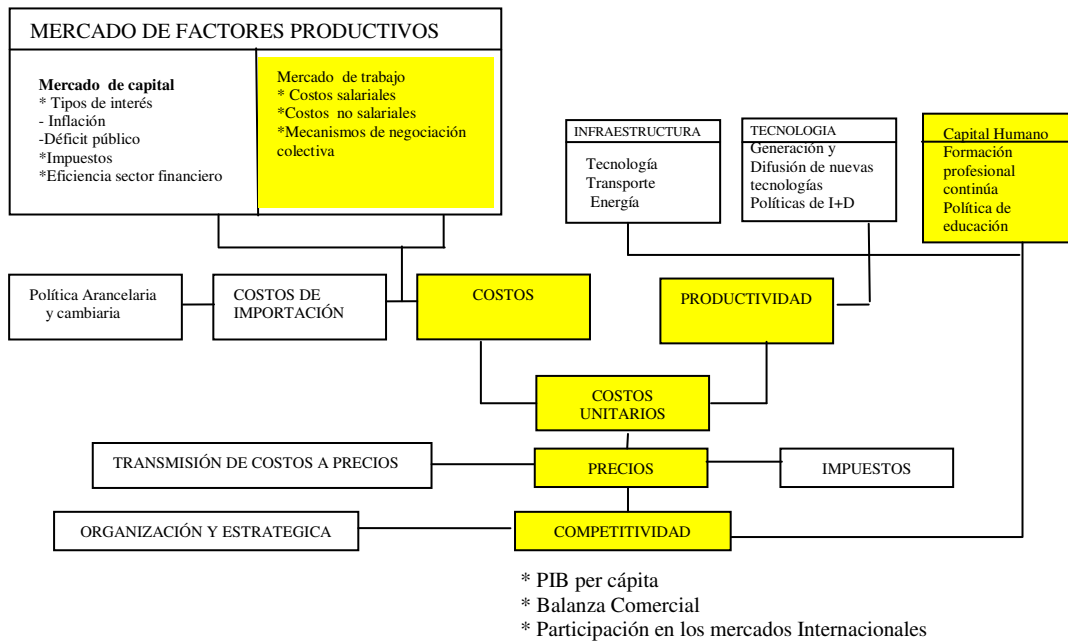 MERCADO DE FACTORES PRODUCTIVOS
Mercado de capital
* Tipos de interés
- Inflación
-Déficit público
*Impuestos
*Eficiencia sector financiero
Mercado de trabajo
* Costos salariales
*Costos no salariales
*Mecanismos de negociación
colectiva
INFRAESTRUCTURA
Tecnología
Transporte
Energía
TECNOLOGIA
Generación y
Difusión de nuevas
tecnologías
Políticas de I+D
Capital Humano
Formación
profesional
continúa
Política de
educación
Política Arancelaria
y cambiaria
COSTOS DE
IMPORTACIÓN
COSTOS
PRODUCTIVIDAD
COSTOS
UNITARIOS
TRANSMISIÓN DE COSTOS A PRECIOS
PRECIOS
IMPUESTOS
ORGANIZACIÓN Y ESTRATEGICA
COMPETITIVIDAD
* PIB per cápita
* Balanza Comercial
* Participación en los mercados Internacionales